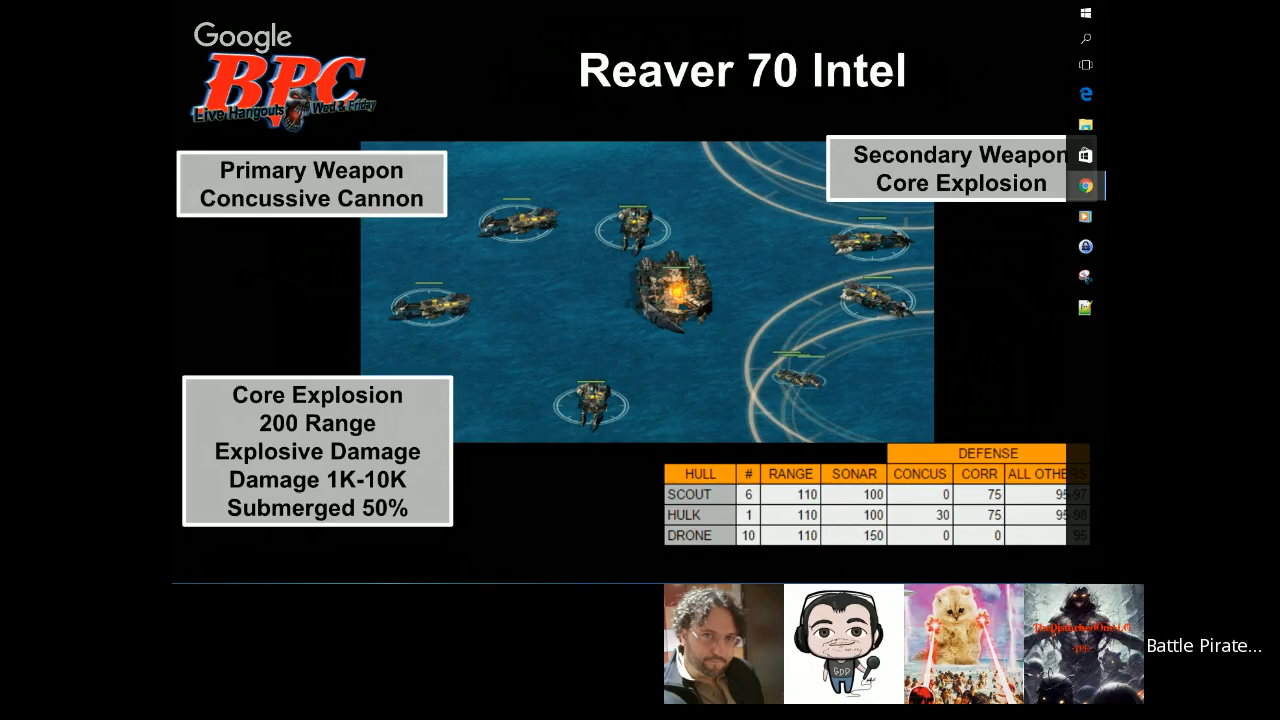 Google
BPC
Live Hangouts Wed & Friday
Reaver 70 Intel
Primary Weapon
Concussive Cannon
Secondary Weapon
Core Explosion
Core Explosion
200 Range
Explosive Damage
Damage 1K-10K
Submerged 50%
DEFENSE
HULL # RANGE SONAR CONCUS CORR ALL OTHERS
SCOUT 6 110 100 0 75 95-97
HULK 1 110 100 30 75 95-98
DRONE 10 110 150 0 0 95
GDD
Battle Pirate...